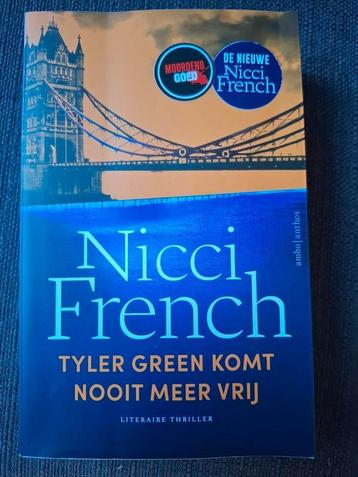 MOORDEND
GOED
DE NIEUWE
Nicci
French
ambo|anthos
Nicci
French
TYLER GREEN KOMT
NOOIT MEER VRIJ
LITERAIRE THRILLER